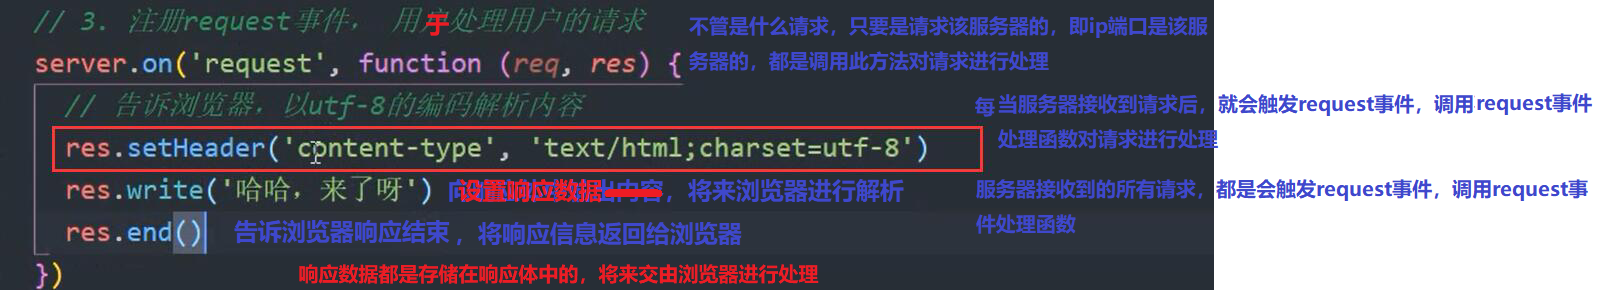 // 3. 注册request事件， 用于处理用户的请求
不管是什么请求，只要是请求该服务器的，即ip端口是该服
务器的，都是调用此方法对请求进行处理
server.on('request', function (req, res) {
// 告诉浏览器，以utf-8的编码解析内容
每当服务器接收到请求后，就会触发request事件，调用request事件
处理函数对请求进行处理
res.setHeader('content-type', 'text/html;charset=utf-8')
res.write('哈哈，来了呀')
设置响应数据
内容，将来浏览器进行解析
服务器接收到的所有请求，都是会触发request事件，调用request事
件处理函数
res.end()
告诉浏览器响应结束，将响应信息返回给浏览器
})
响应数据都是存储在响应体中的，将来交由浏览器进行处理